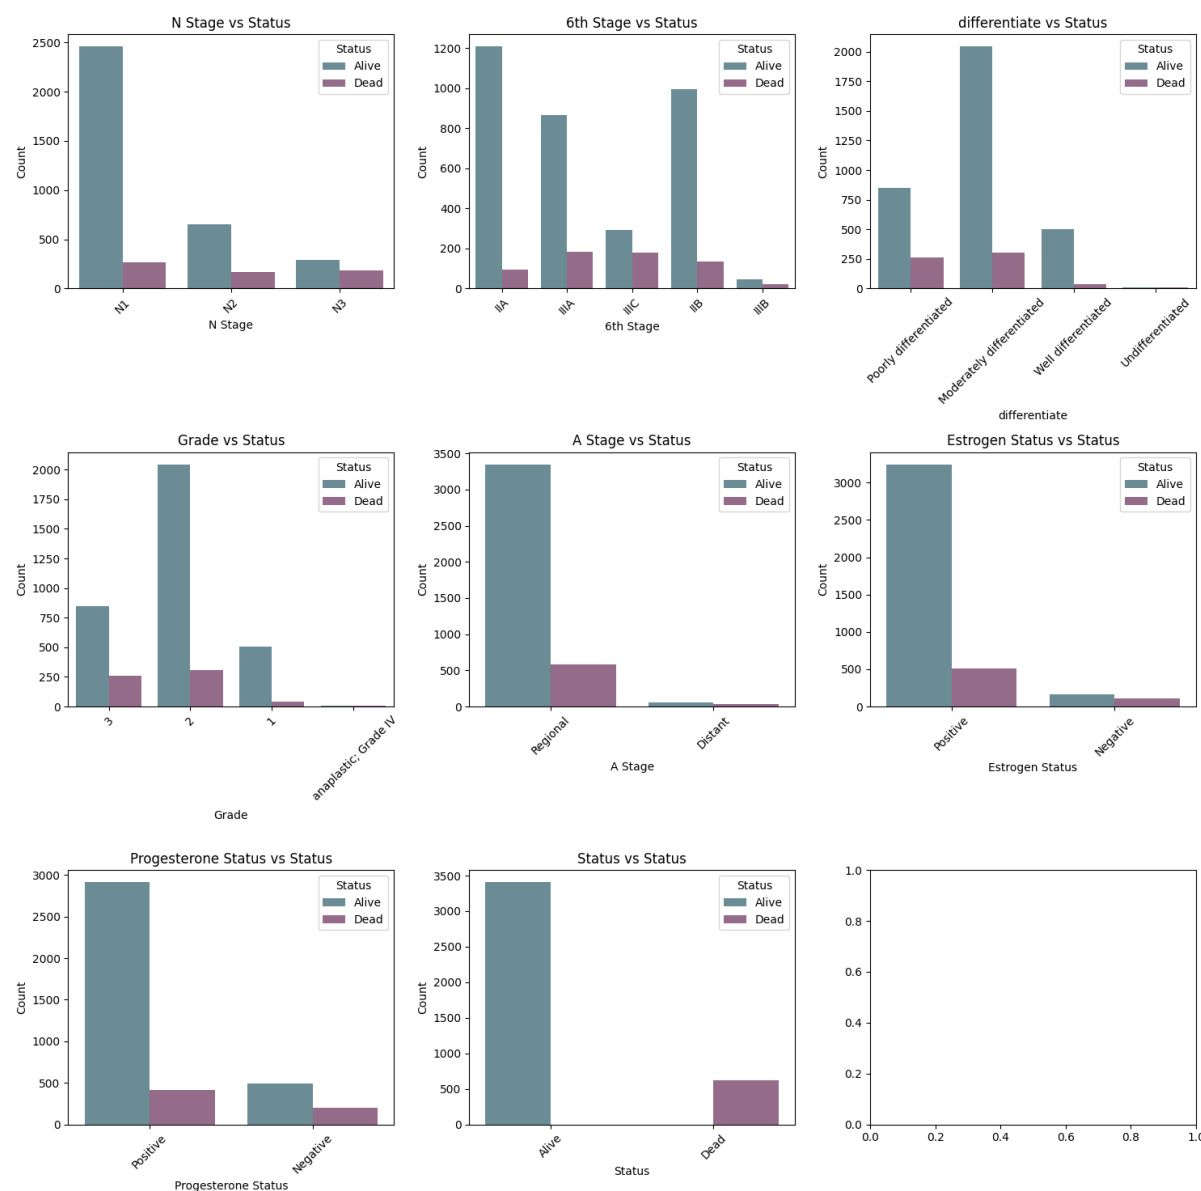 N Stage vs Status
2500
2000
1500
1000
500
0
Count
Status
Alive
Dead
N1
N2
N3
N Stage
6th Stage vs Status
1200
1000
800
600
400
200
0
Count
Status
Alive
Dead
IIA
IIIA
IIIC
IIB
IIIB
6th Stage
differentiate vs Status
2000
1750
1500
1250
1000
750
500
250
0
Count
Status
Alive
Dead
Poorly differentiated
Moderately differentiated
Well differentiated
Undifferentiated
differentiate
Grade vs Status
2000
1750
1500
1250
1000
750
500
250
0
Count
Status
Alive
Dead
3
2
1
anaplastic; Grade IV
Grade
A Stage vs Status
3500
3000
2500
2000
1500
1000
500
0
Count
Status
Alive
Dead
Regional
Distant
A Stage
Estrogen Status vs Status
3000
2500
2000
1500
1000
500
0
Count
Status
Alive
Dead
Positive
Negative
Estrogen Status
Progesterone Status vs Status
3000
2500
2000
1500
1000
500
0
Count
Status
Alive
Dead
Positive
Negative
Progesterone Status
Status vs Status
3500
3000
2500
2000
1500
1000
500
0
Count
Status
Alive
Dead
Alive
Dead
Status
1.0
0.8
0.6
0.4
0.2
0.0
0.0 0.2 0.4 0.6 0.8 1.0